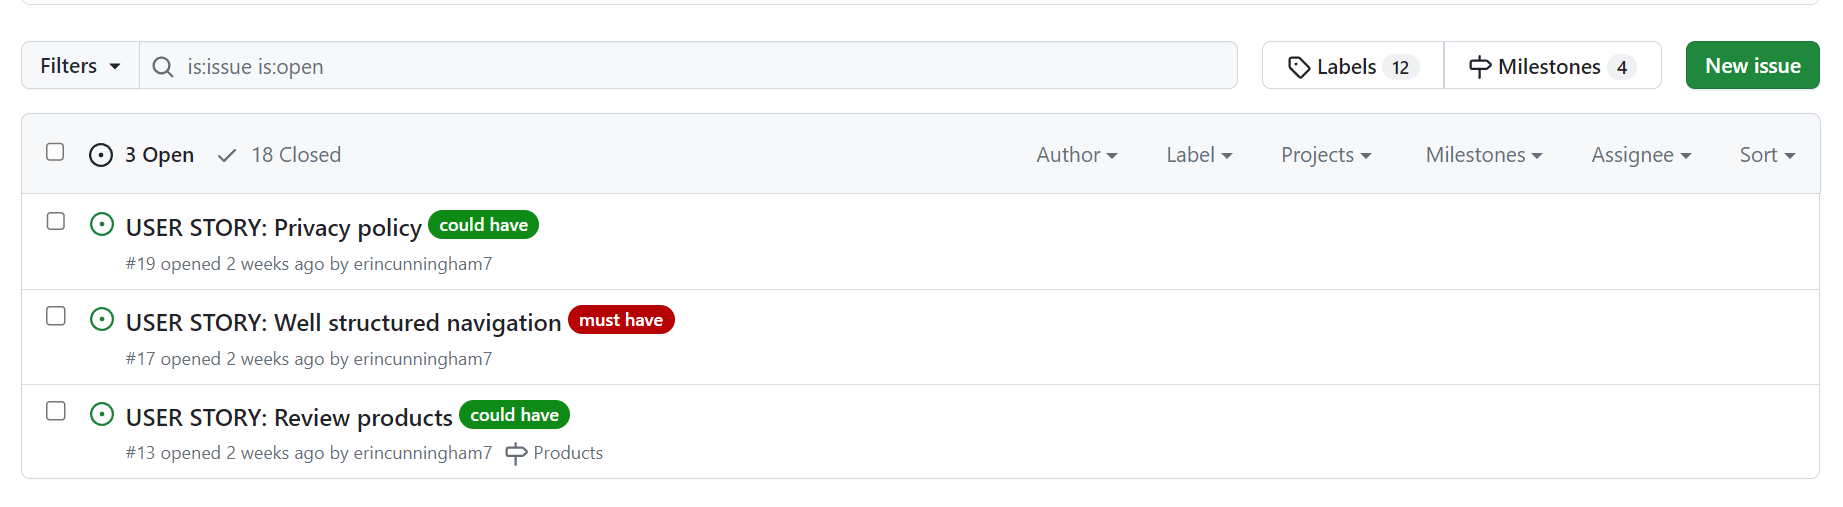 Filters is:issue is:open Labels 12 Milestones 4 New issue
3 Open 18 Closed Author Label Projects Milestones Assignee Sort
USER STORY: Privacy policy could have
#19 opened 2 weeks ago by erincunningham7
USER STORY: Well structured navigation must have
#17 opened 2 weeks ago by erincunningham7
USER STORY: Review products could have
#13 opened 2 weeks ago by erincunningham7 Products